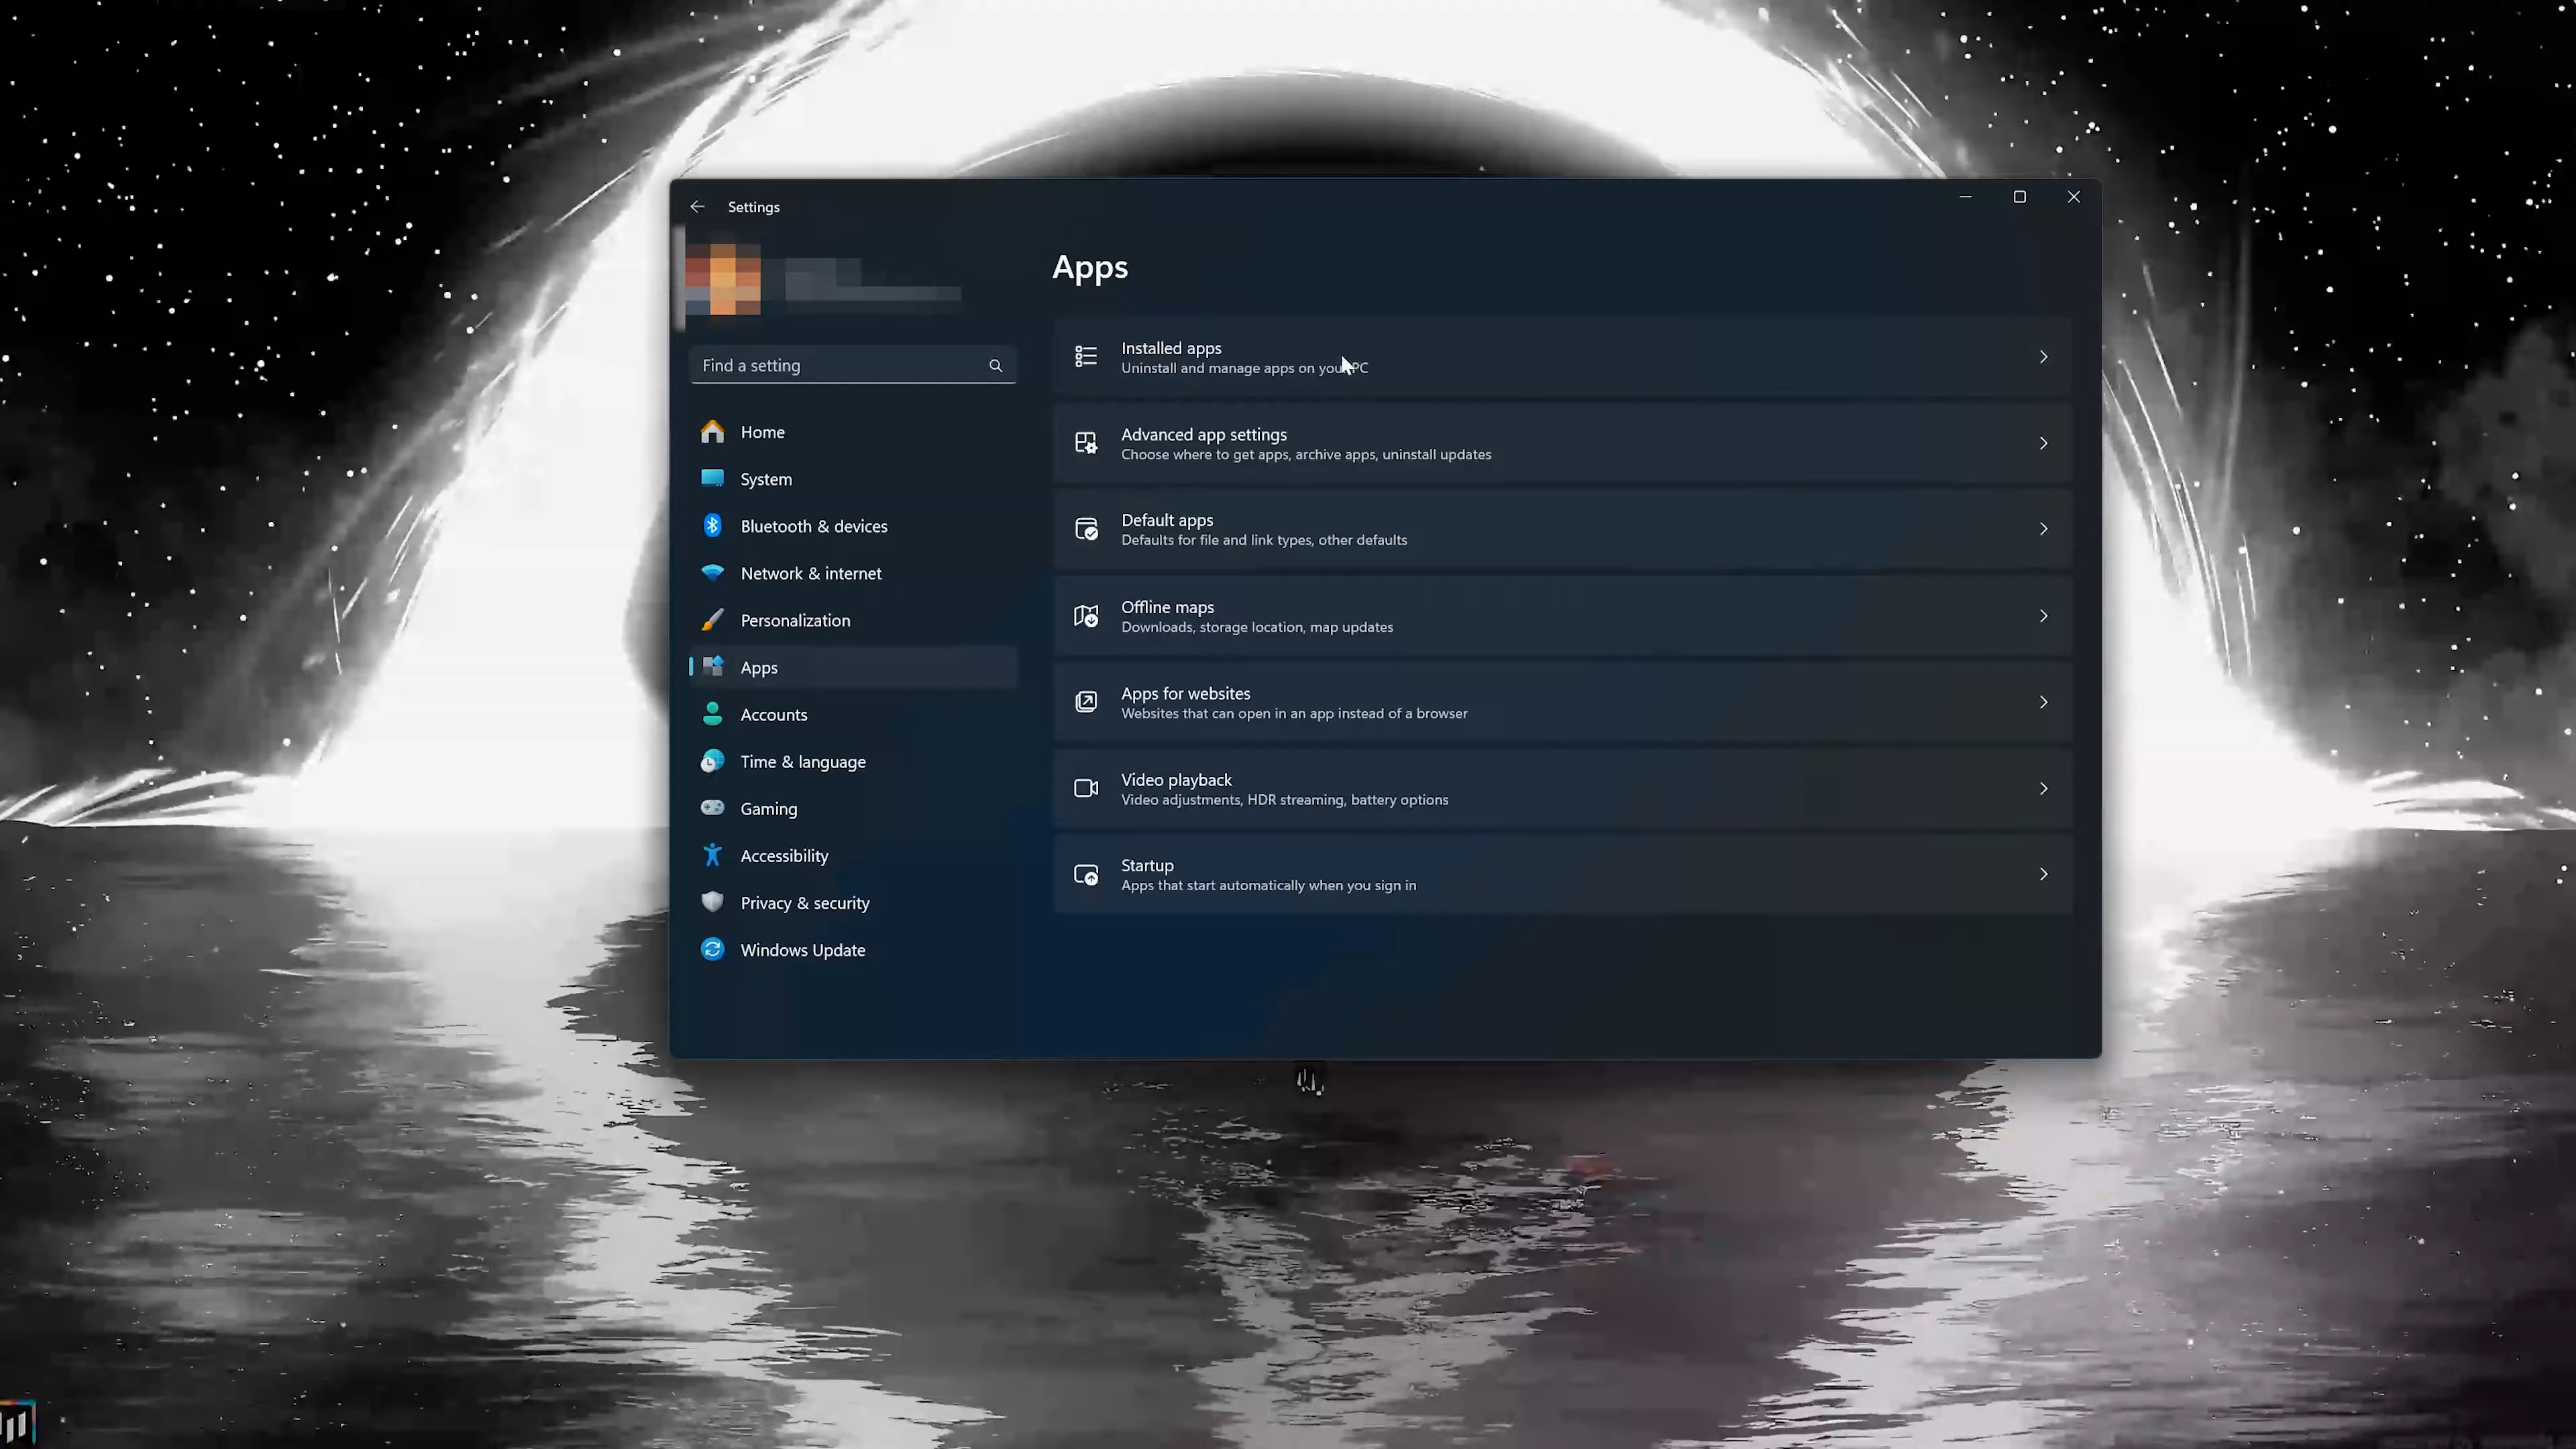 Settings
Find a setting
Home
System
Bluetooth & devices
Network & internet
Personalization
Apps
Accounts
Time & language
Gaming
Accessibility
Privacy & security
Windows Update
Apps
Installed apps
Uninstall and manage apps on your PC
Advanced app settings
Choose where to get apps, archive apps, uninstall updates
Default apps
Defaults for file and link types, other defaults
Offline maps
Downloads, storage location, map updates
Apps for websites
Websites that can open in an app instead of a browser
Video playback
Video adjustments, HDR streaming, battery options
Startup
Apps that start automatically when you sign in